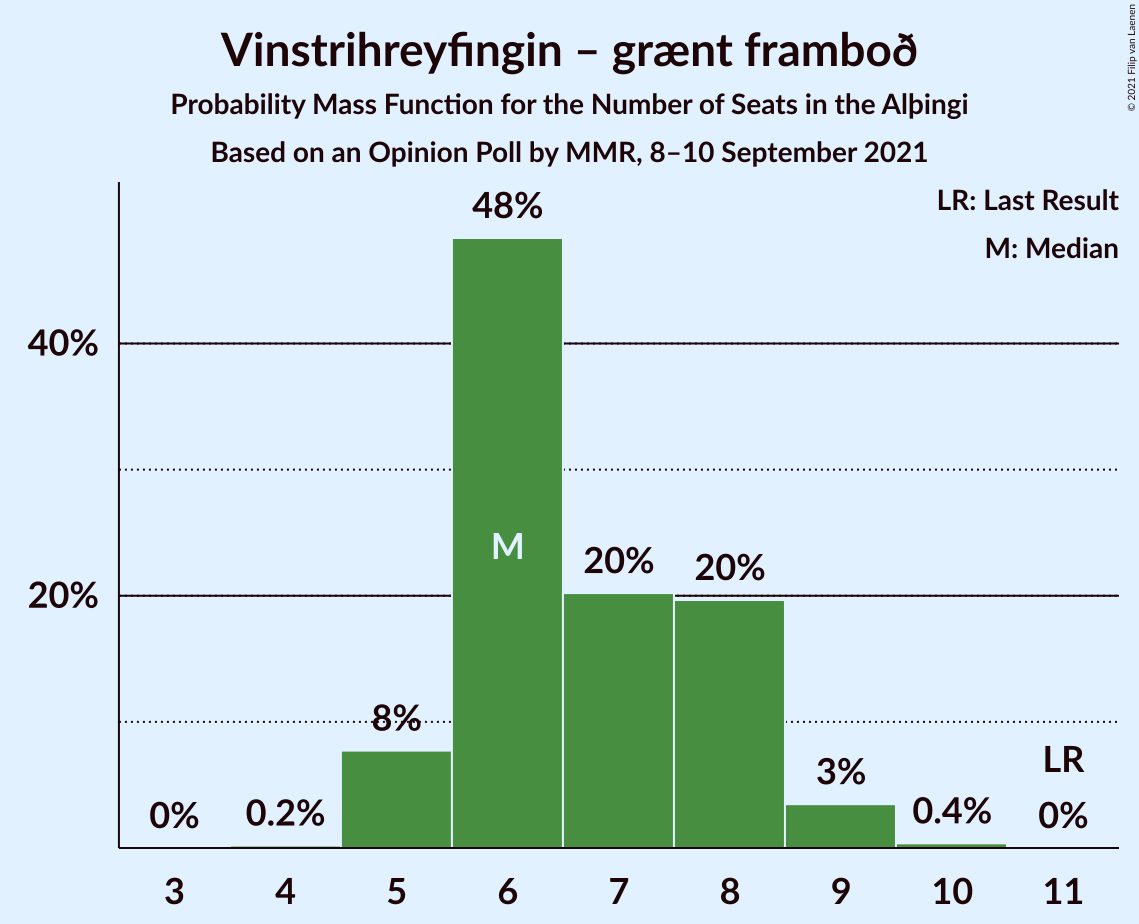 Vinstrihreyfingin – grænt framboð
Probability Mass Function for the Number of Seats in the Alþingi
Based on an Opinion Poll by MMR, 8–10 September 2021
© 2021 Filip van Laenen
LR: Last Result
M: Median
48%
40%
M
20%
20%
20%
8%
LR
3%
0%
0.2%
0.4%
0%
3 4 5 6 7 8 9 10 11